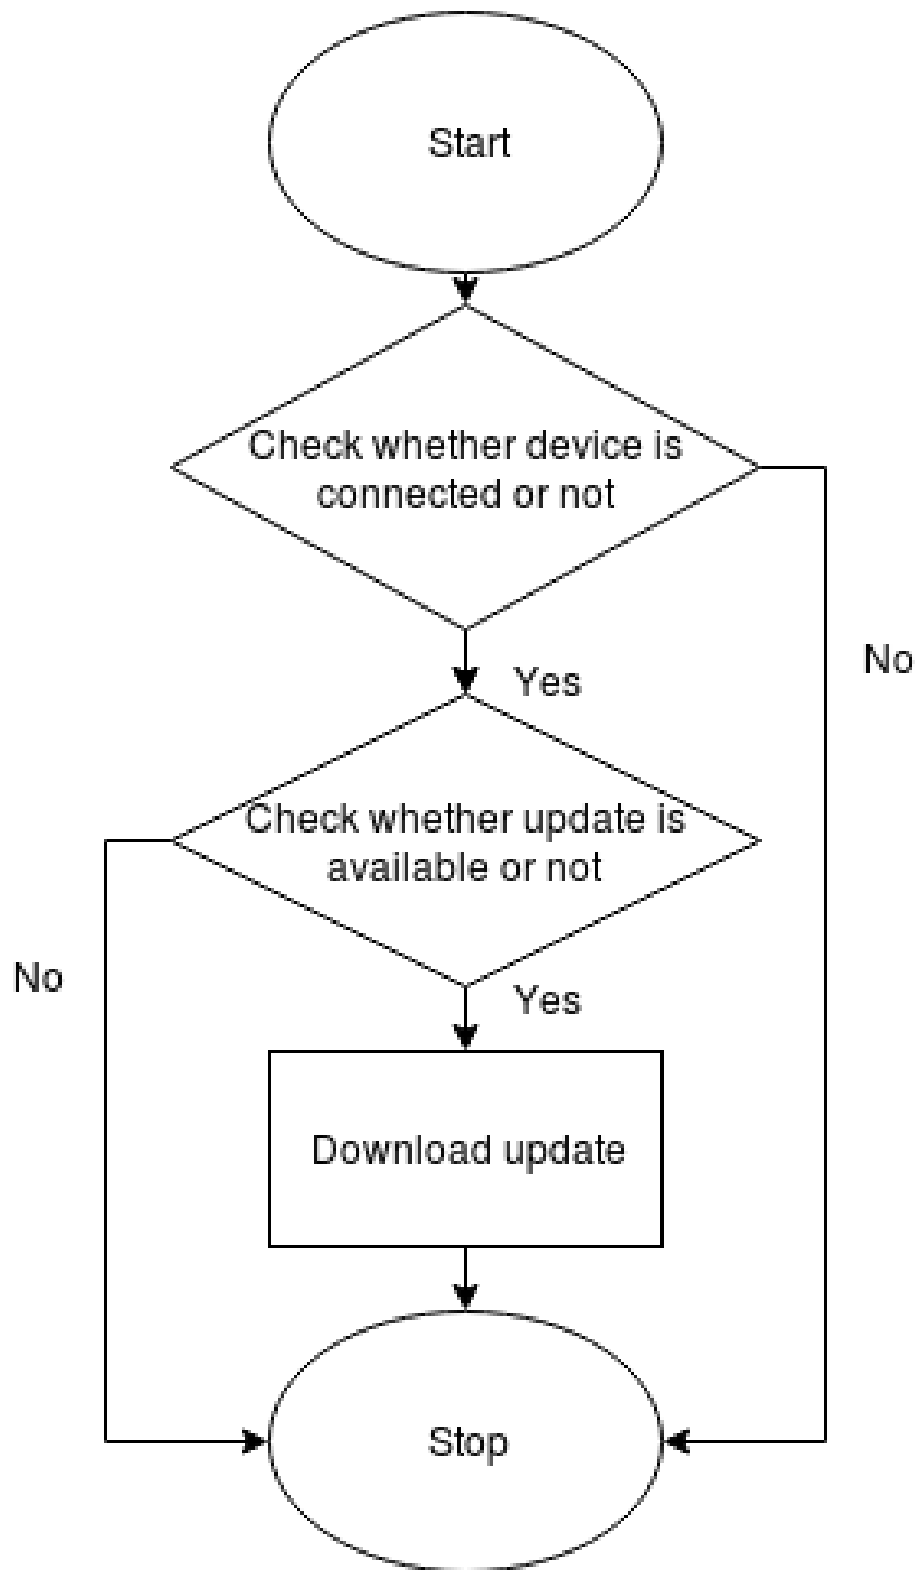 Start
Check whether device is
connected or not
No
Yes
Check whether update is
available or not
No
Yes
Download update
Stop